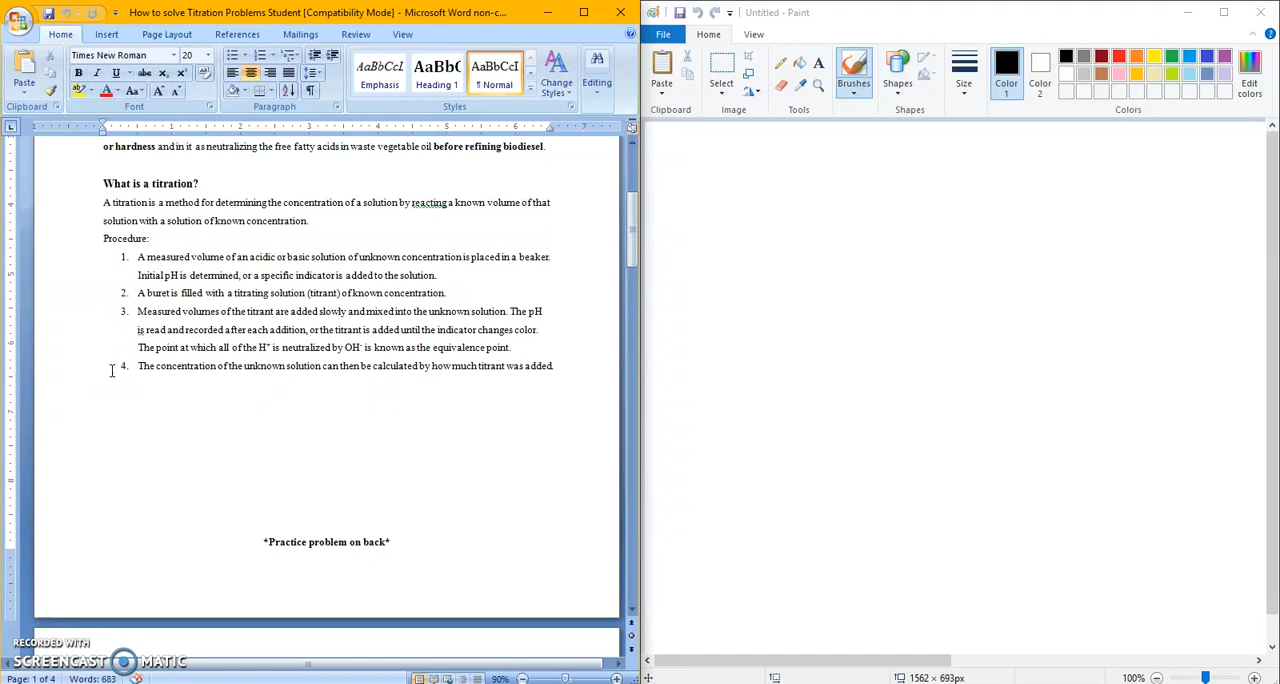 How to solve Titration Problems Student [Compatibility Mode] - Microsoft Word non-c...
Home Insert Page Layout References Mailings Review View
Paste
Times New Roman 20
AaBbCcl AaBb( AaBbCcI
Emphasis Heading 1 ¶ Normal
Change Styles
Editing
Clipboard Font Paragraph Styles
or hardness and in it as neutralizing the free fatty acids in waste vegetable oil before refining biodiesel.
What is a titration?
A titration is a method for determining the concentration of a solution by reacting a known volume of that
solution with a solution of known concentration.
Procedure:
1. A measured volume of an acidic or basic solution of unknown concentration is placed in a beaker.
Initial pH is determined, or a specific indicator is added to the solution.
2. A buret is filled with a titrating solution (titrant) of known concentration.
3. Measured volumes of the titrant are added slowly and mixed into the unknown solution. The pH
is read and recorded after each addition, or the titrant is added until the indicator changes color.
The point at which all of the H⁺ is neutralized by OH⁻ is known as the equivalence point.
4. The concentration of the unknown solution can then be calculated by how much titrant was added.
*Practice problem on back*
RECORDED WITH
SCREENCAST MATIC
Page: 1 of 4 Words: 683 90%
Untitled - Paint
File Home View
Paste Select Brushes Shapes Size Color 1 Color 2 Edit colors
Clipboard Image Tools Shapes Colors
1562 × 693px 100%